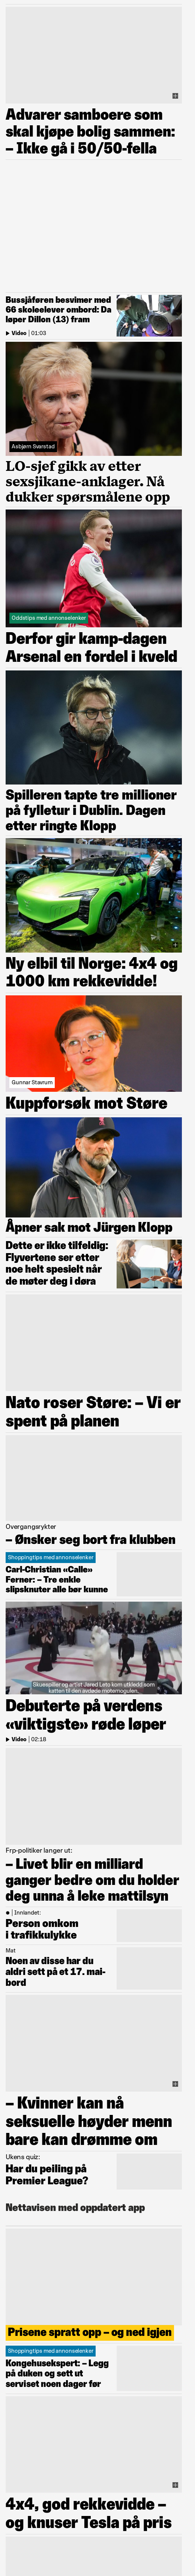 Advarer samboere som
skal kjøpe bolig sammen:
– Ikke gå i 50/50-fella
Bussjåføren besvimer med
66 skoleelever ombord: Da
løper Dillon (13) fram
Video | 01:03
Asbjørn Svarstad
LO-sjef gikk av etter
sexsjikane-anklager. Nå
dukker spørsmålene opp
Oddstips med annonselenker
Derfor gir kamp-dagen
Arsenal en fordel i kveld
Spilleren tapte tre millioner
på fylletur i Dublin. Dagen
etter ringte Klopp
Ny elbil til Norge: 4x4 og
1000 km rekkevidde!
Gunnar Stavrum
Kuppforsøk mot Støre
Åpner sak mot Jürgen Klopp
Dette er ikke tilfeldig:
Flyvertene ser etter
noe helt spesielt når
de møter deg i døra
Nato roser Støre: – Vi er
spent på planen
Overgangarykter
– Ønsker seg bort fra klubben
Shoppingtips med annonselenker
Carl-Christian «Calle»
Ferner: – Tre enkle
slipsknuter alle bør kunne
Skuespiller og artist Jared Leto kom utkledd som
katten til den avdøde motemogulen.
Debuterte på verdens
«viktigste» røde løper
Video | 02:18
Frp-politiker langer ut:
– Livet blir en milliard
ganger bedre om du holder
deg unna å leke mattilsyn
Innlandet:
Person omkom
i trafikkulykke
Mat
Noen av disse har du
aldri sett på et 17. mai-
bord
– Kvinner kan nå
seksuelle høyder menn
bare kan drømme om
Ukens quiz:
Har du peiling på
Premier League?
Nettavisen med oppdatert app
Prisene spratt opp – og ned igjen
Shoppingtips med annonselenker
Kongehusekspert: – Legg
på duken og sett ut
serviset noen dager før
4x4, god rekkevidde –
og knuser Tesla på pris